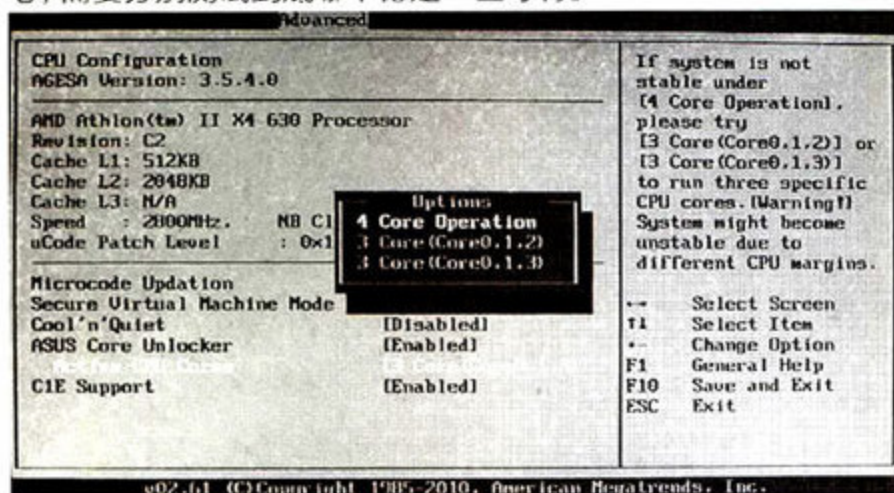 Advanced
CPU Configuration
AGESA Version: 3.5.4.0
AMD Athlon(tm) II X4 630 Processor
Revision: C2
Cache L1: 512KB
Cache L2: 2048KB
Cache L3: N/A
Speed : 2800MHz. NB Cl
uCode Patch Level : 0x1
Microcode Updation
Secure Virtual Machine Mode
Cool'n'Quiet [Disabled]
ASUS Core Unlocker [Enabled]
C1E Support [Enabled]
Options
4 Core Operation
3 Core(Core0.1.2)
3 Core(Core0.1.3)
If system is not
stable under
[4 Core Operation],
please try
[3 Core(Core0.1.2)] or
[3 Core(Core0.1.3)]
to run three specific
CPU cores. [Warning!]
System might become
unstable due to
different CPU margins.
←→ Select Screen
↑↓ Select Item
+- Change Option
F1 General Help
F10 Save and Exit
ESC Exit
v02.61 (C)Copyright 1985-2010, American Megatrends, Inc.